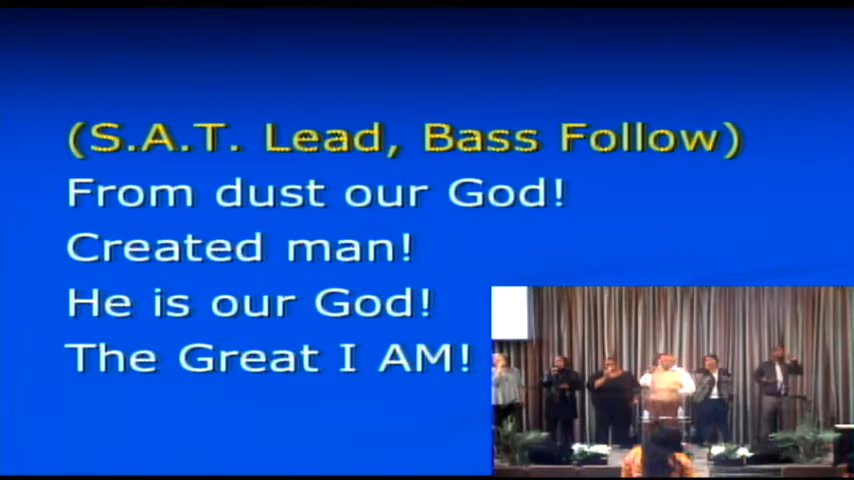 (S.A.T. Lead, Bass Follow)
From dust our God!
Created man!
He is our God!
The Great I AM!